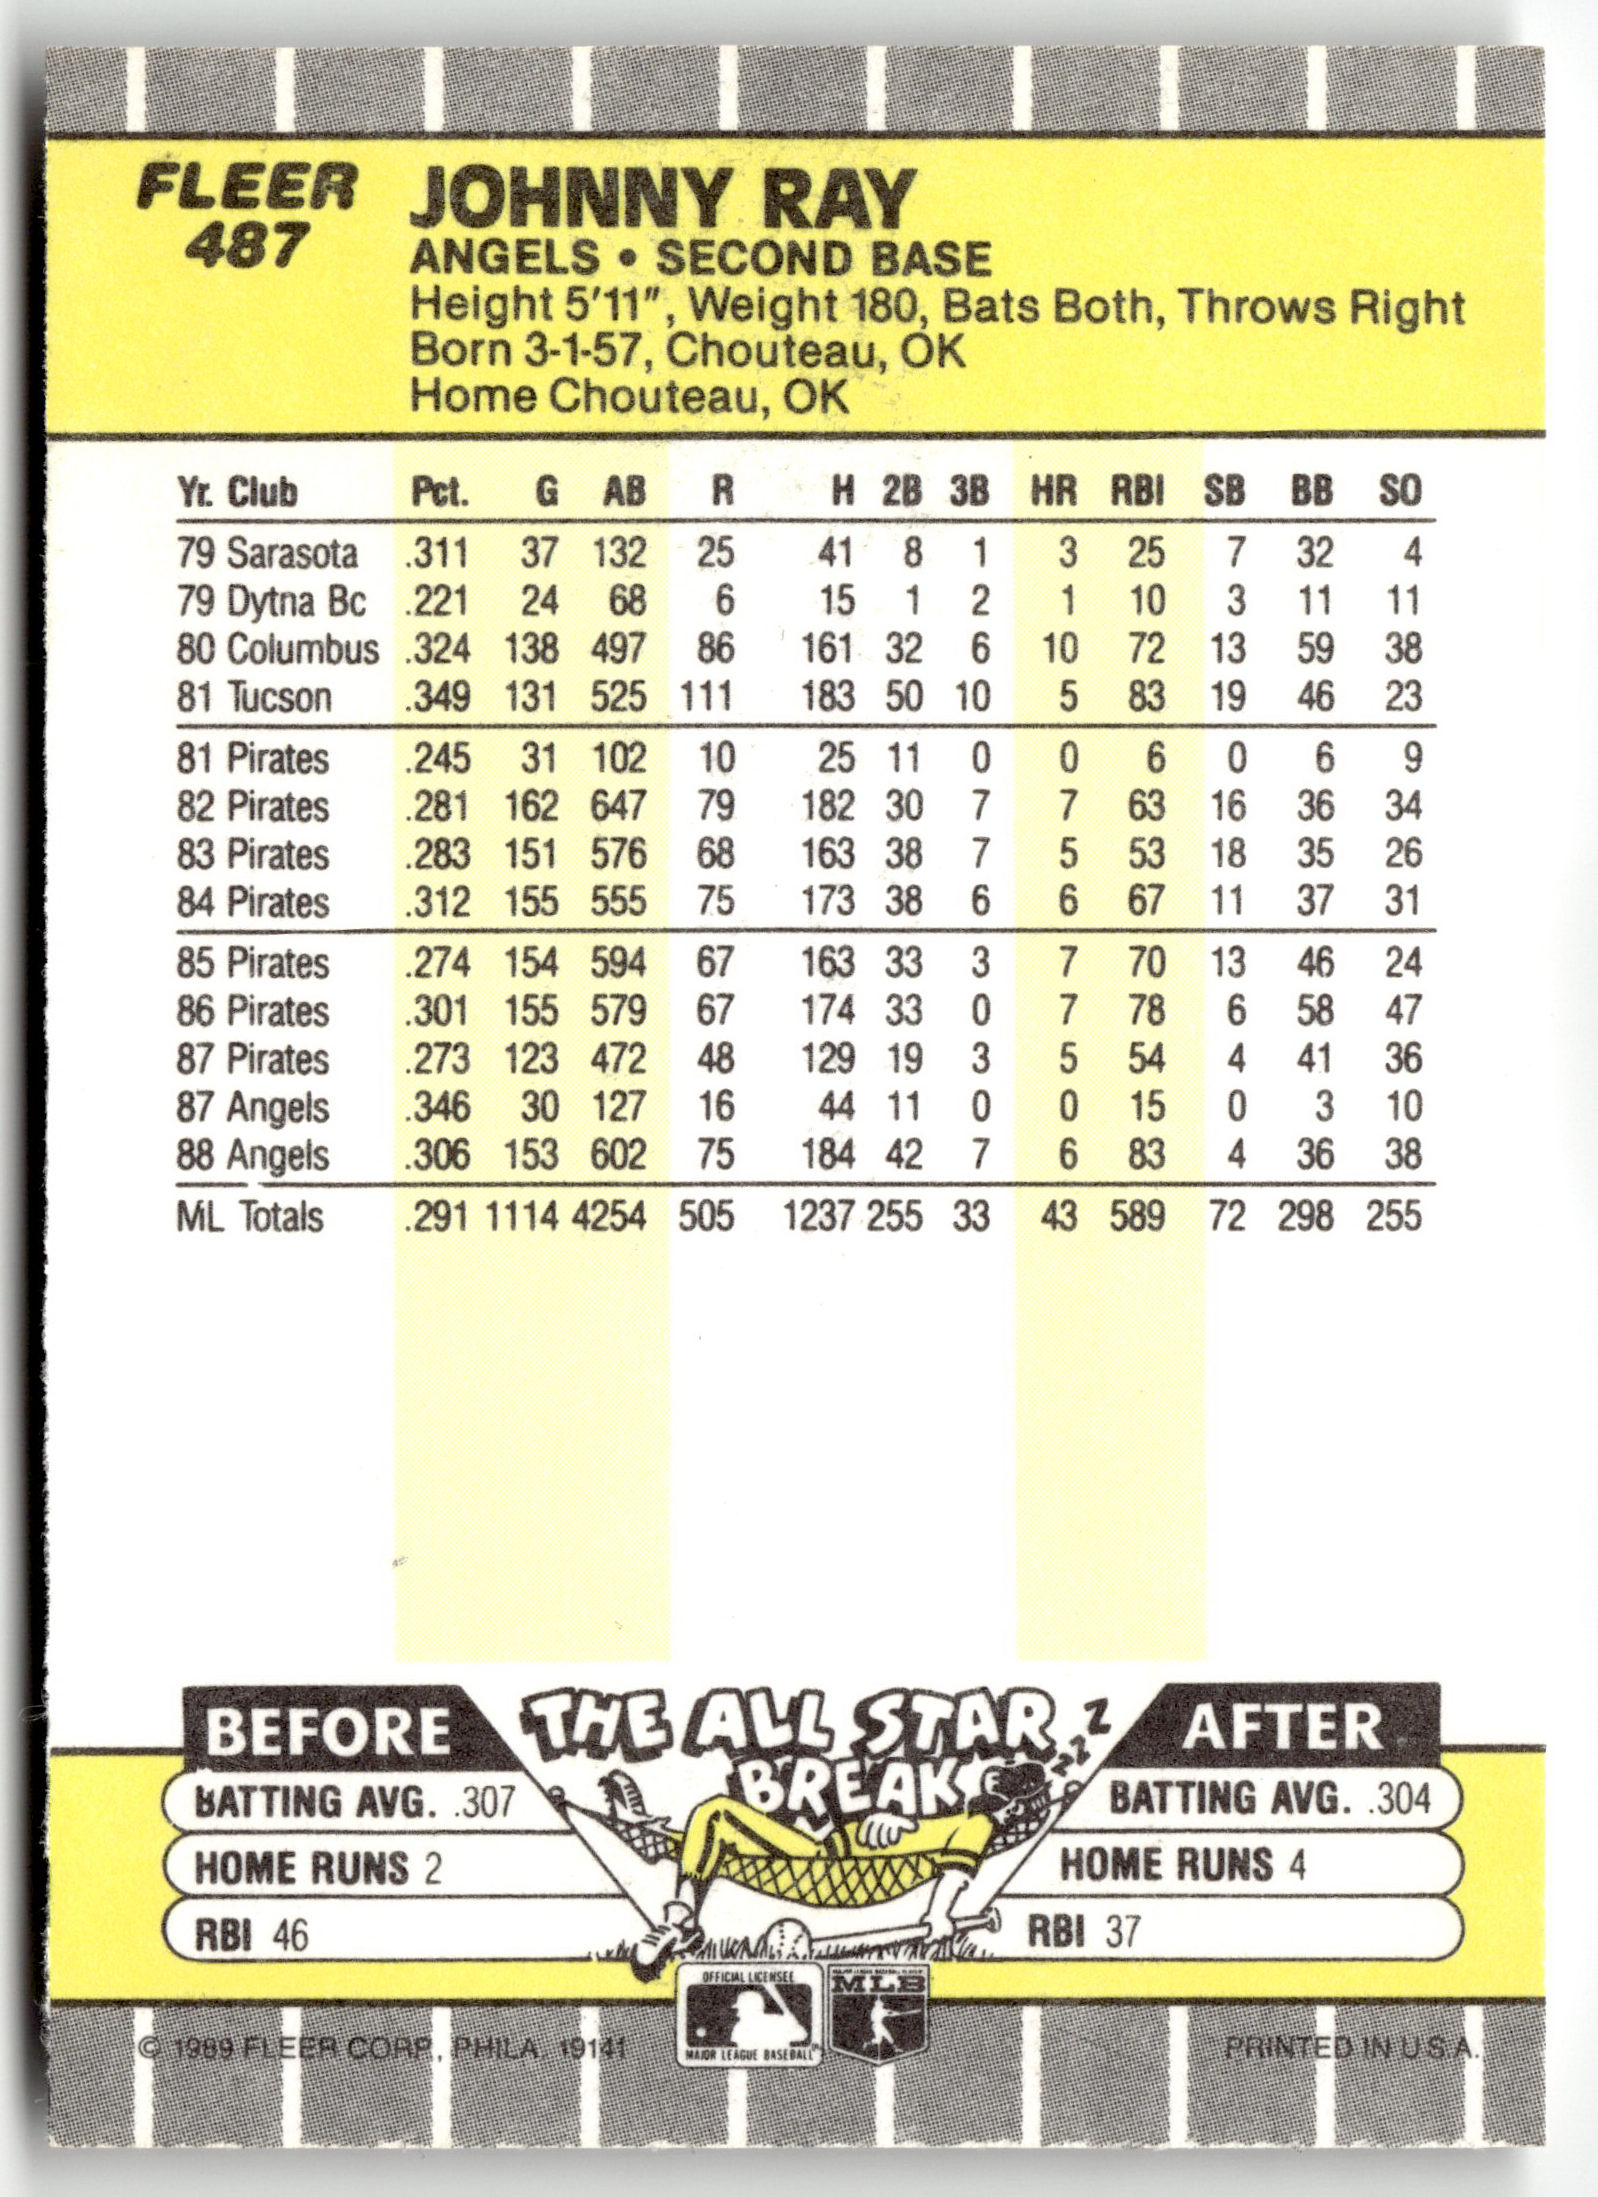 FLEER
487
JOHNNY RAY
ANGELS • SECOND BASE
Height 5'11", Weight 180, Bats Both, Throws Right
Born 3-1-57, Chouteau, OK
Home Chouteau, OK
Yr. Club Pct. G AB R H 2B 3B HR RBI SB BB SO
79 Sarasota .311 37 132 25 41 8 1 3 25 7 32 4
79 Dytna Bc .221 24 68 6 15 1 2 1 10 3 11 11
80 Columbus .324 138 497 86 161 32 6 10 72 13 59 38
81 Tucson .349 131 525 111 183 50 10 5 83 19 46 23
81 Pirates .245 31 102 10 25 11 0 0 6 0 6 9
82 Pirates .281 162 647 79 182 30 7 7 63 16 36 34
83 Pirates .283 151 576 68 163 38 7 5 53 18 35 26
84 Pirates .312 155 555 75 173 38 6 6 67 11 37 31
85 Pirates .274 154 594 67 163 33 3 7 70 13 46 24
86 Pirates .301 155 579 67 174 33 0 7 78 6 58 47
87 Pirates .273 123 472 48 129 19 3 5 54 4 41 36
87 Angels .346 30 127 16 44 11 0 0 15 0 3 10
88 Angels .306 153 602 75 184 42 7 6 83 4 36 38
ML Totals .291 1114 4254 505 1237 255 33 43 589 72 298 255
BEFORE
THE ALL STAR
BREAK
ZZZZ
AFTER
BATTING AVG. .307
HOME RUNS 2
RBI 46
BATTING AVG. .304
HOME RUNS 4
RBI 37
OFFICIAL LICENSEE
MAJOR LEAGUE BASEBALL
MLB
© 1989 FLEER CORP., PHILA. 19141
PRINTED IN U.S.A.